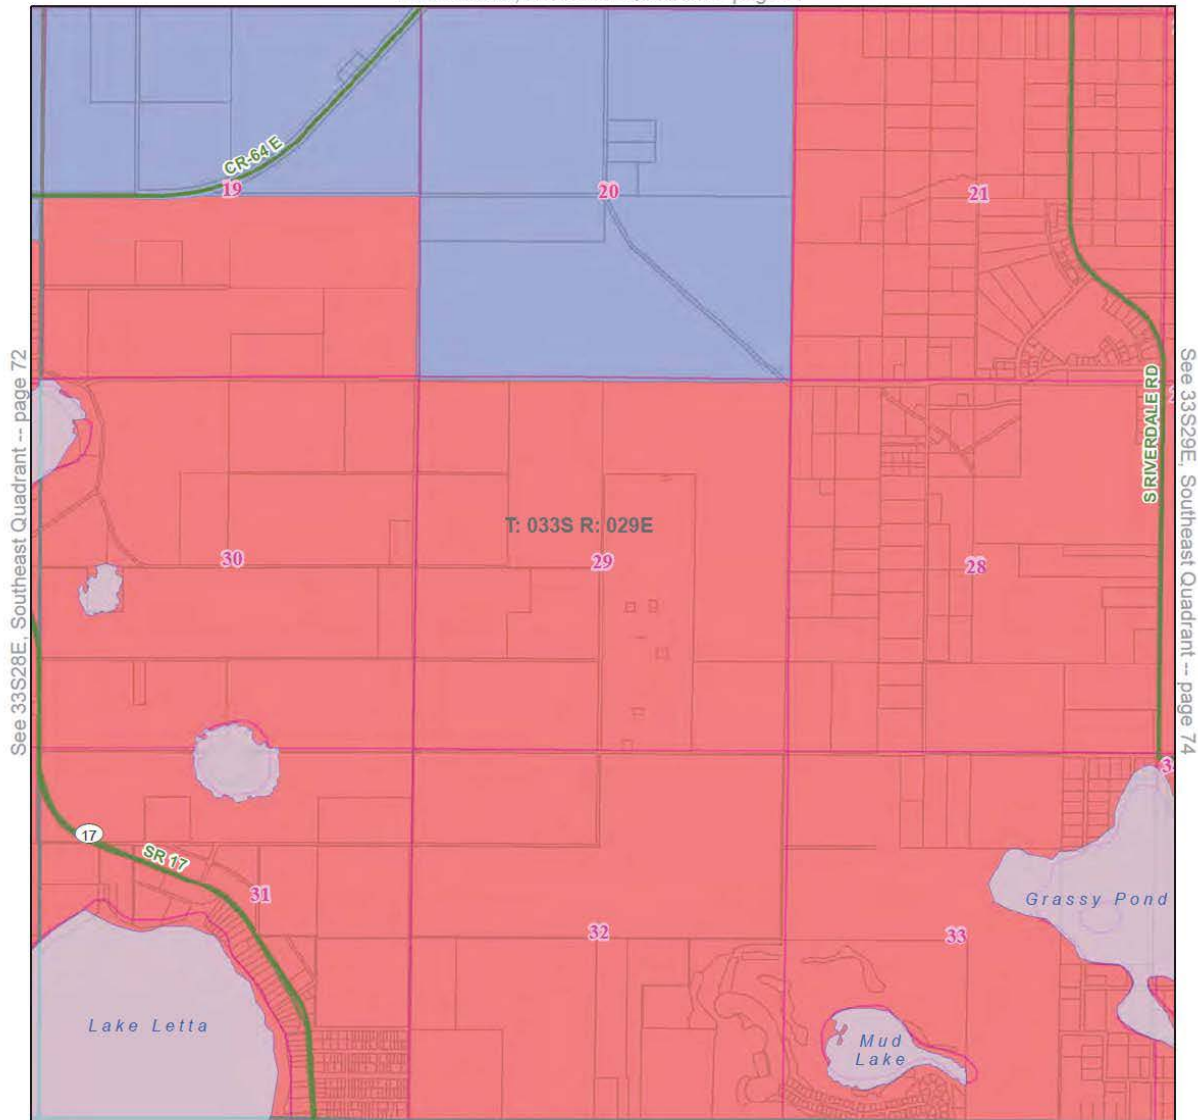 CR-64 E
19
20
21
See 33S28E, Southeast Quadrant -- page 72
See 33S29E, Southeast Quadrant -- page 74
S RIVERDALE RD
T: 033S R: 029E
30
29
28
17
SR 17
31
32
33
Grassy Pond
Lake Letta
Mud
Lake